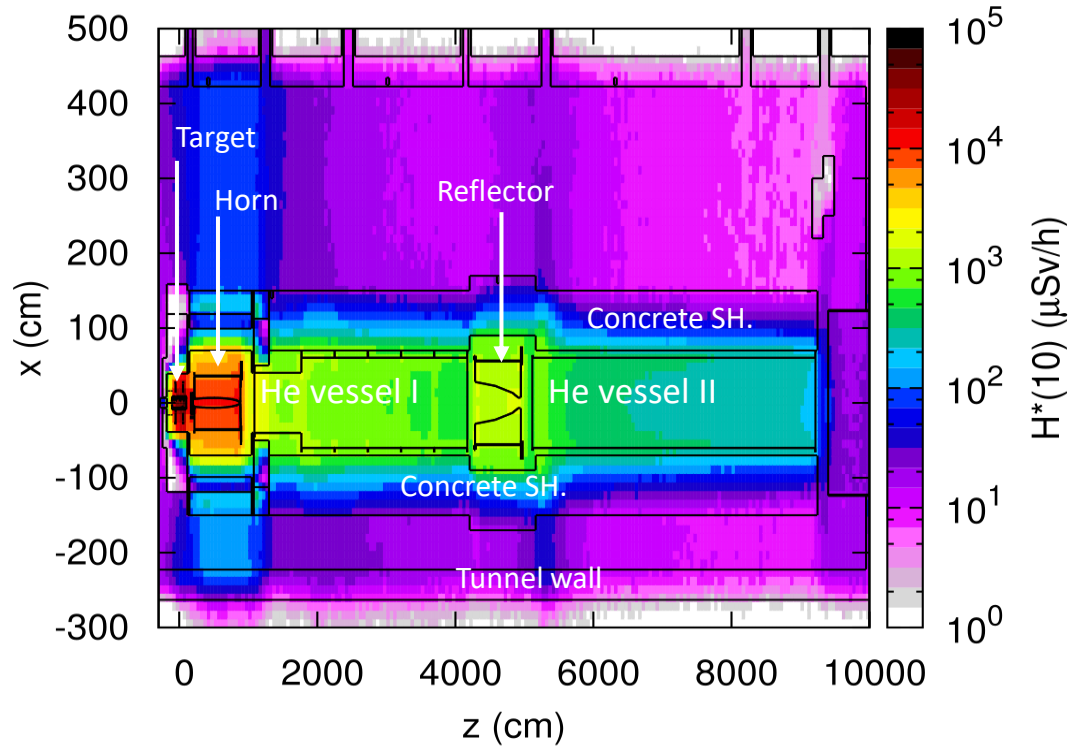 500
400
300
200
100
0
-100
-200
-300
x (cm)
Target
Horn
Reflector
Concrete SH.
He vessel I
He vessel II
Concrete SH.
Tunnel wall
0
2000
4000
6000
8000
10000
z (cm)
10^5
10^4
10^3
10^2
10^1
10^0
H*(10) (μSv/h)